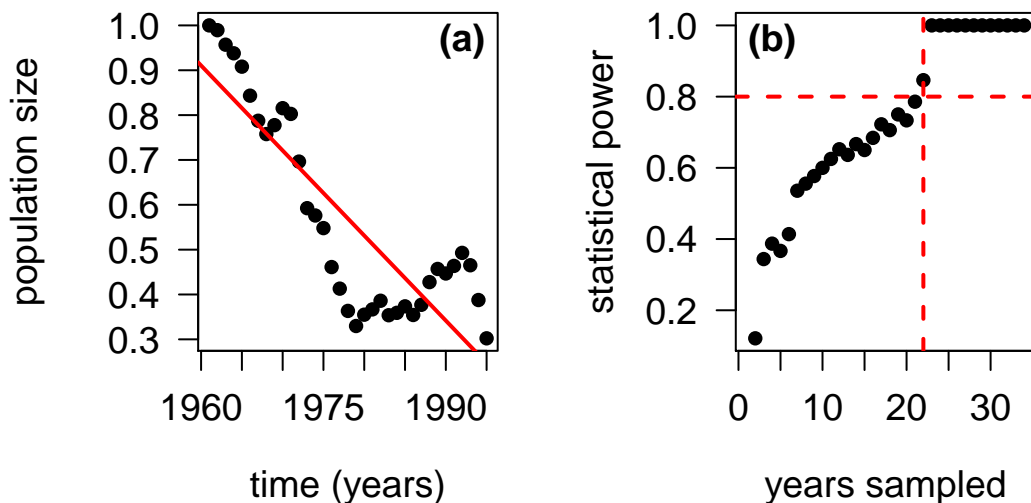 population size
1.0
0.9
0.8
0.7
0.6
0.5
0.4
0.3
(a)
1960 1975 1990
time (years)
statistical power
1.0
0.8
0.6
0.4
0.2
(b)
0 10 20 30
years sampled